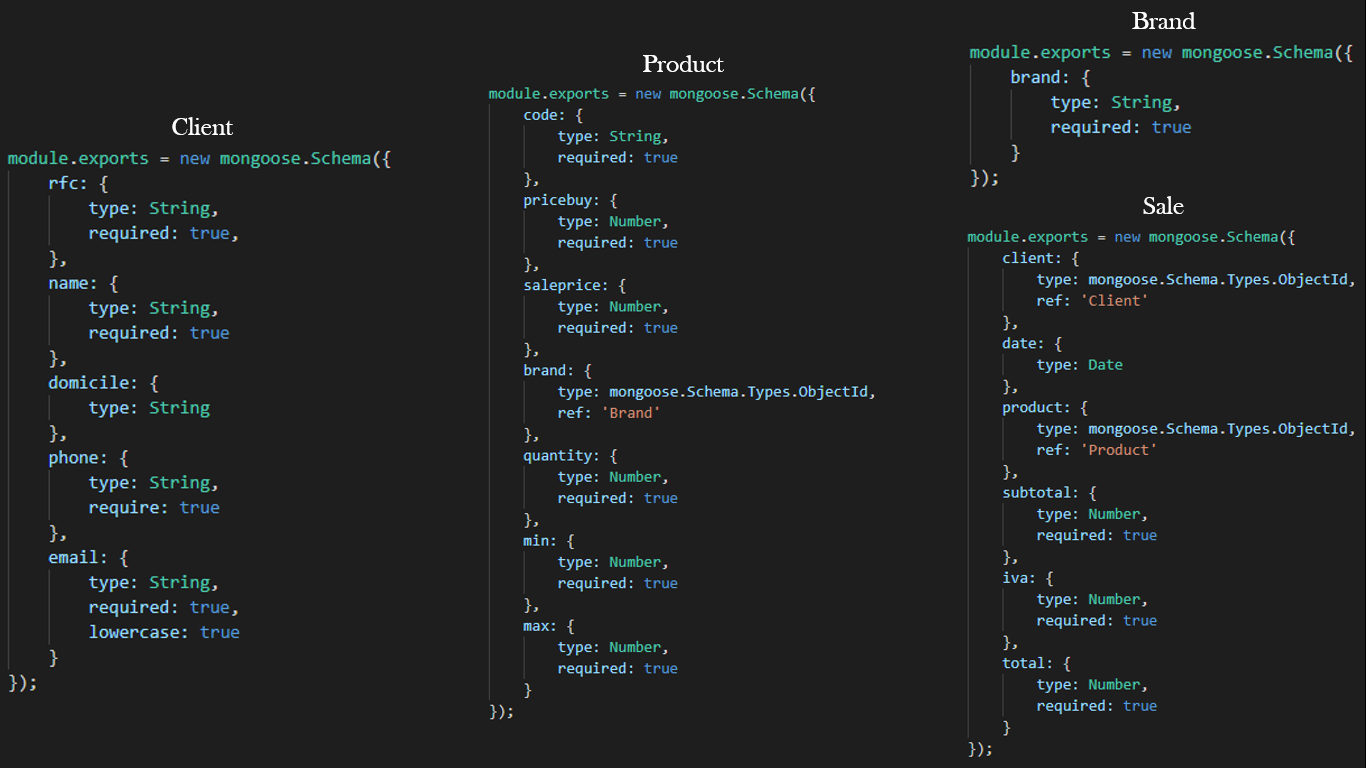 Client
module.exports = new mongoose.Schema({
rfc: {
type: String,
required: true,
},
name: {
type: String,
required: true
},
domicile: {
type: String
},
phone: {
type: String,
require: true
},
email: {
type: String,
required: true,
lowercase: true
}
});
Product
module.exports = new mongoose.Schema({
code: {
type: String,
required: true
},
pricebuy: {
type: Number,
required: true
},
saleprice: {
type: Number,
required: true
},
brand: {
type: mongoose.Schema.Types.ObjectId,
ref: 'Brand'
},
quantity: {
type: Number,
required: true
},
min: {
type: Number,
required: true
},
max: {
type: Number,
required: true
}
});
Brand
module.exports = new mongoose.Schema({
brand: {
type: String,
required: true
}
});
Sale
module.exports = new mongoose.Schema({
client: {
type: mongoose.Schema.Types.ObjectId,
ref: 'Client'
},
date: {
type: Date
},
product: {
type: mongoose.Schema.Types.ObjectId,
ref: 'Product'
},
subtotal: {
type: Number,
required: true
},
iva: {
type: Number,
required: true
},
total: {
type: Number,
required: true
}
});